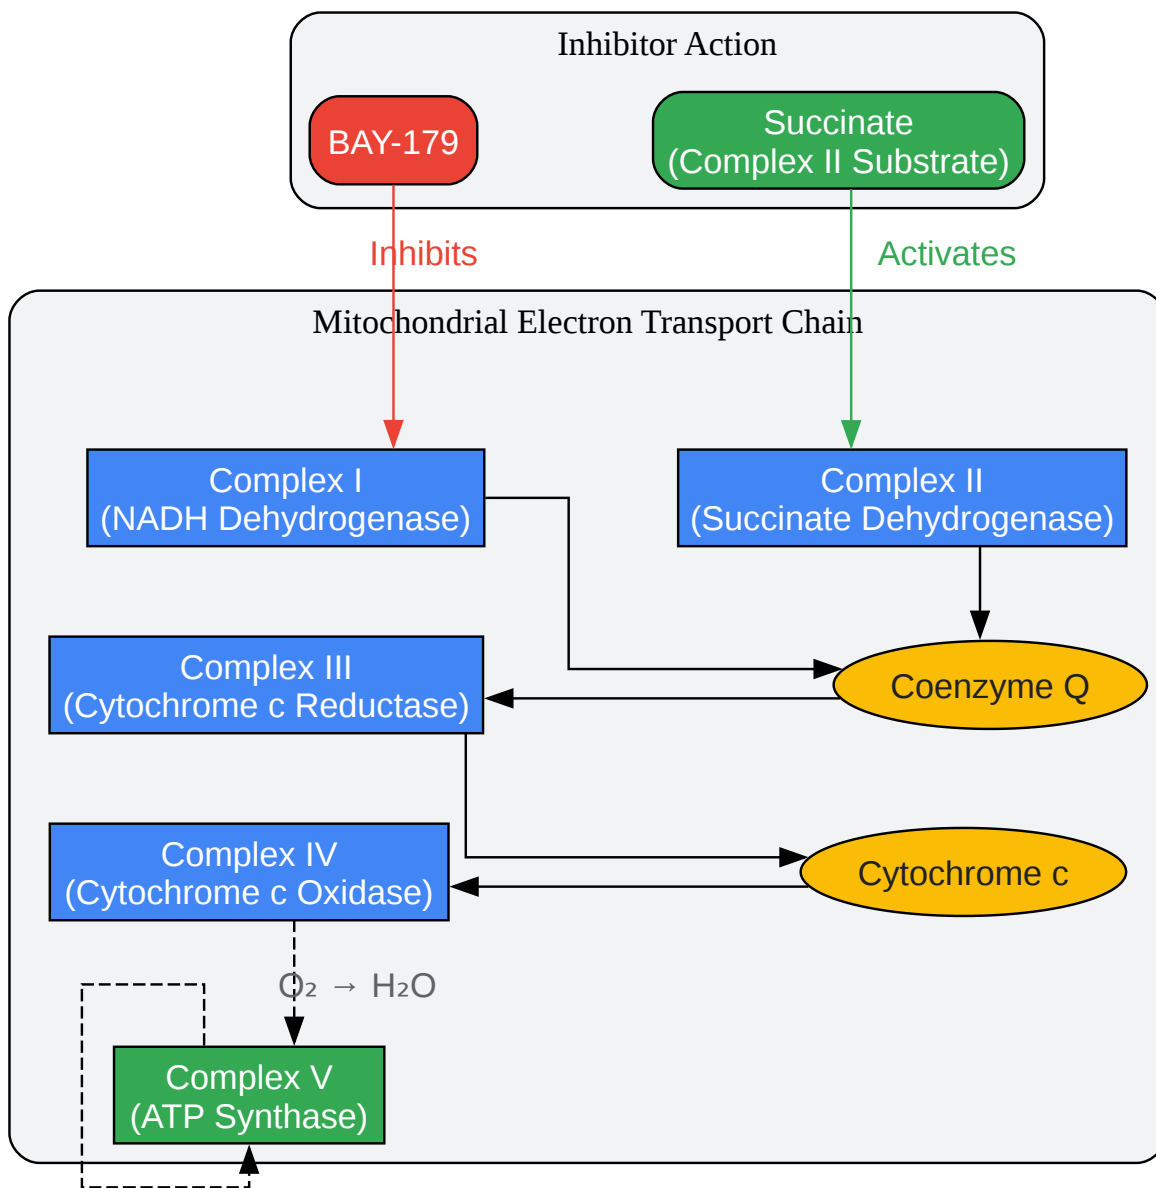 Inhibitor Action
BAY-179
Succinate
(Complex II Substrate)
Inhibits
Activates
Mitochondrial Electron Transport Chain
Complex I
(NADH Dehydrogenase)
Complex II
(Succinate Dehydrogenase)
Complex III
(Cytochrome c Reductase)
Coenzyme Q
Complex IV
(Cytochrome c Oxidase)
Cytochrome c
O₂ → H₂O
Complex V
(ATP Synthase)